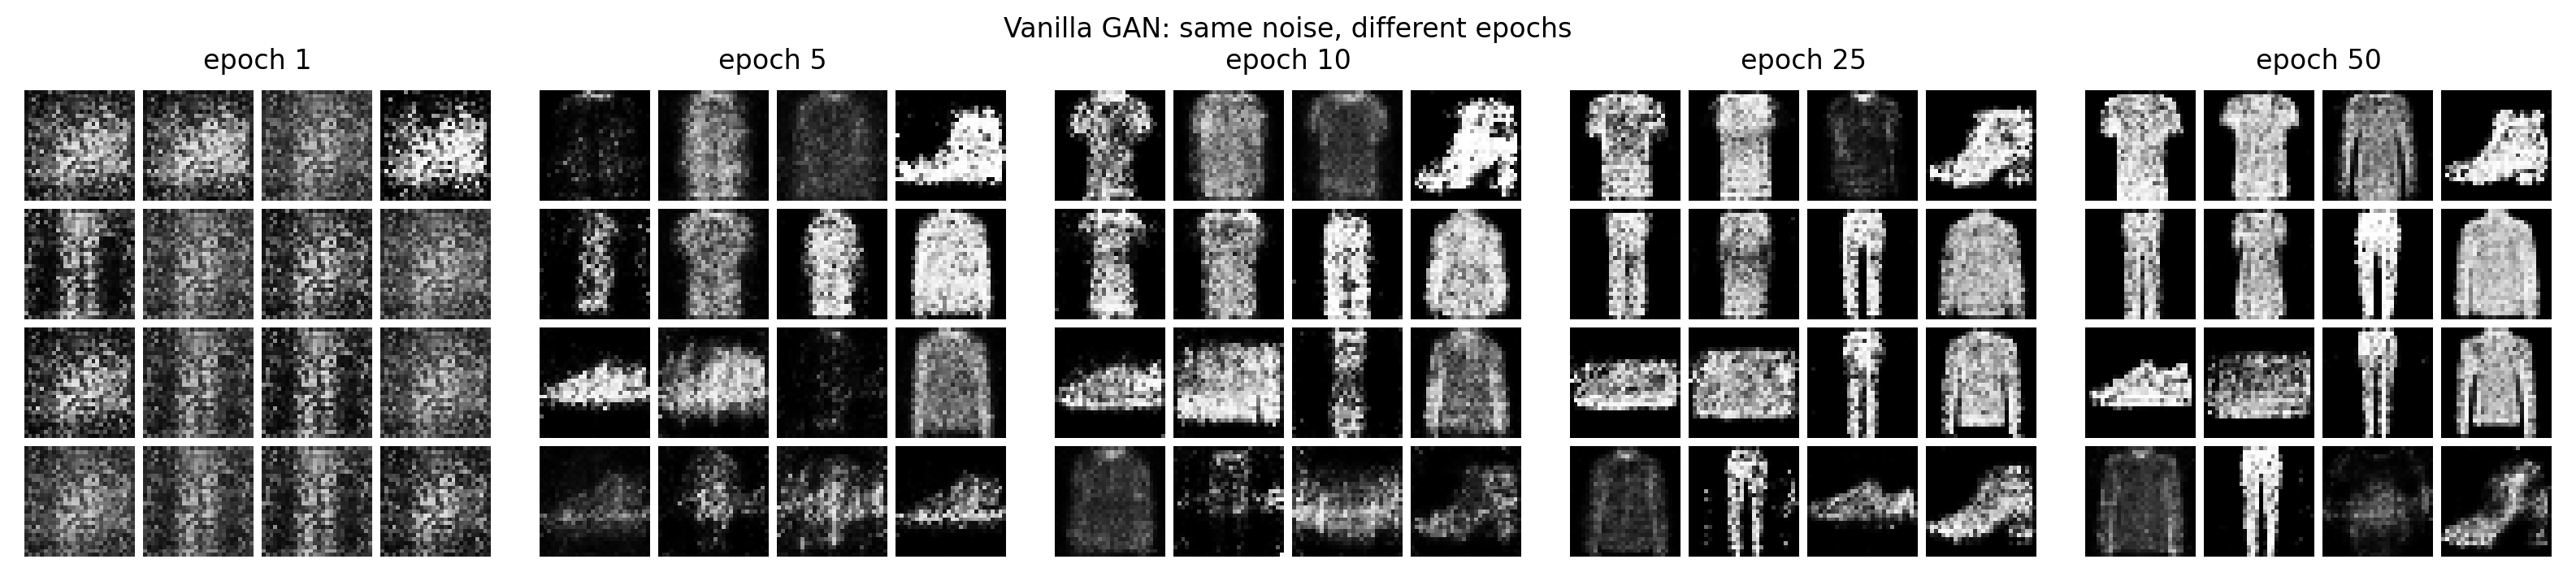 Vanilla GAN: same noise, different epochs
epoch 1
epoch 5
epoch 10
epoch 25
epoch 50